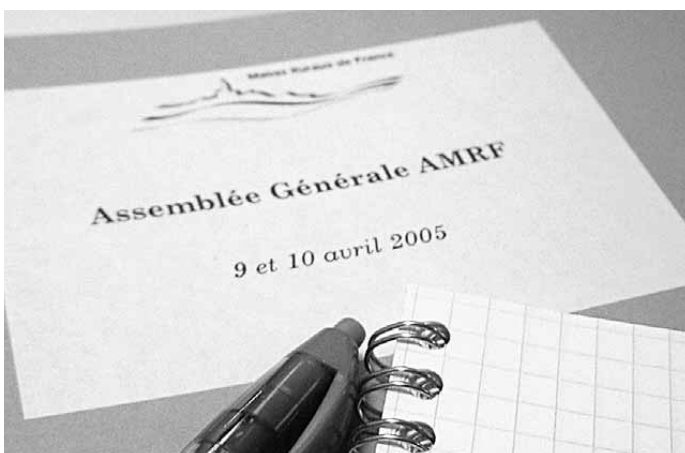 Maires Ruraux de France
Assemblée Générale AMRF
9 et 10 avril 2005